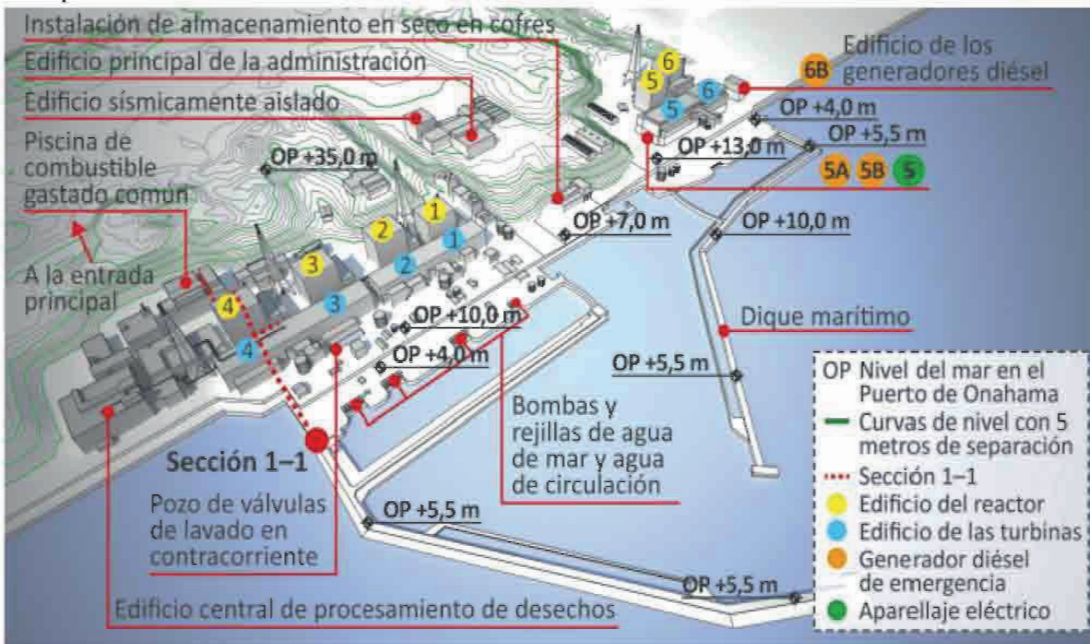 Instalación de almacenamiento en seco en cofres
Edificio principal de la administración
Edificio sísmicamente aislado
Piscina de
combustible
gastado común
A la entrada
principal
OP +35,0 m
6
5
6
5
6B
Edificio de los
generadores diésel
OP +4,0 m
OP +5,5 m
OP +13,0 m
5A 5B 5
OP +7,0 m
OP +10,0 m
1
2
3
4
1
2
3
4
OP +10,0 m
OP +4,0 m
Dique marítimo
OP +5,5 m
Bombas y
rejillas de agua
de mar y agua
de circulación
Sección 1–1
Pozo de válvulas
de lavado en
contracorriente
OP +5,5 m
OP +5,5 m
Edificio central de procesamiento de desechos
OP Nivel del mar en el
Puerto de Onahama
Curvas de nivel con 5
metros de separación
Sección 1–1
Edificio del reactor
Edificio de las turbinas
Generador diésel
de emergencia
Aparellaje eléctrico